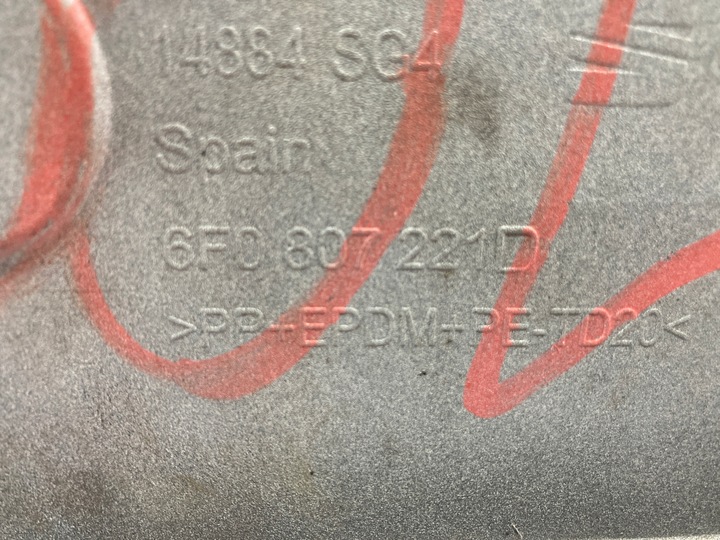 14884 SG4
Spain
6F0 807 221D
>PP+EPDM+PE-TD20<